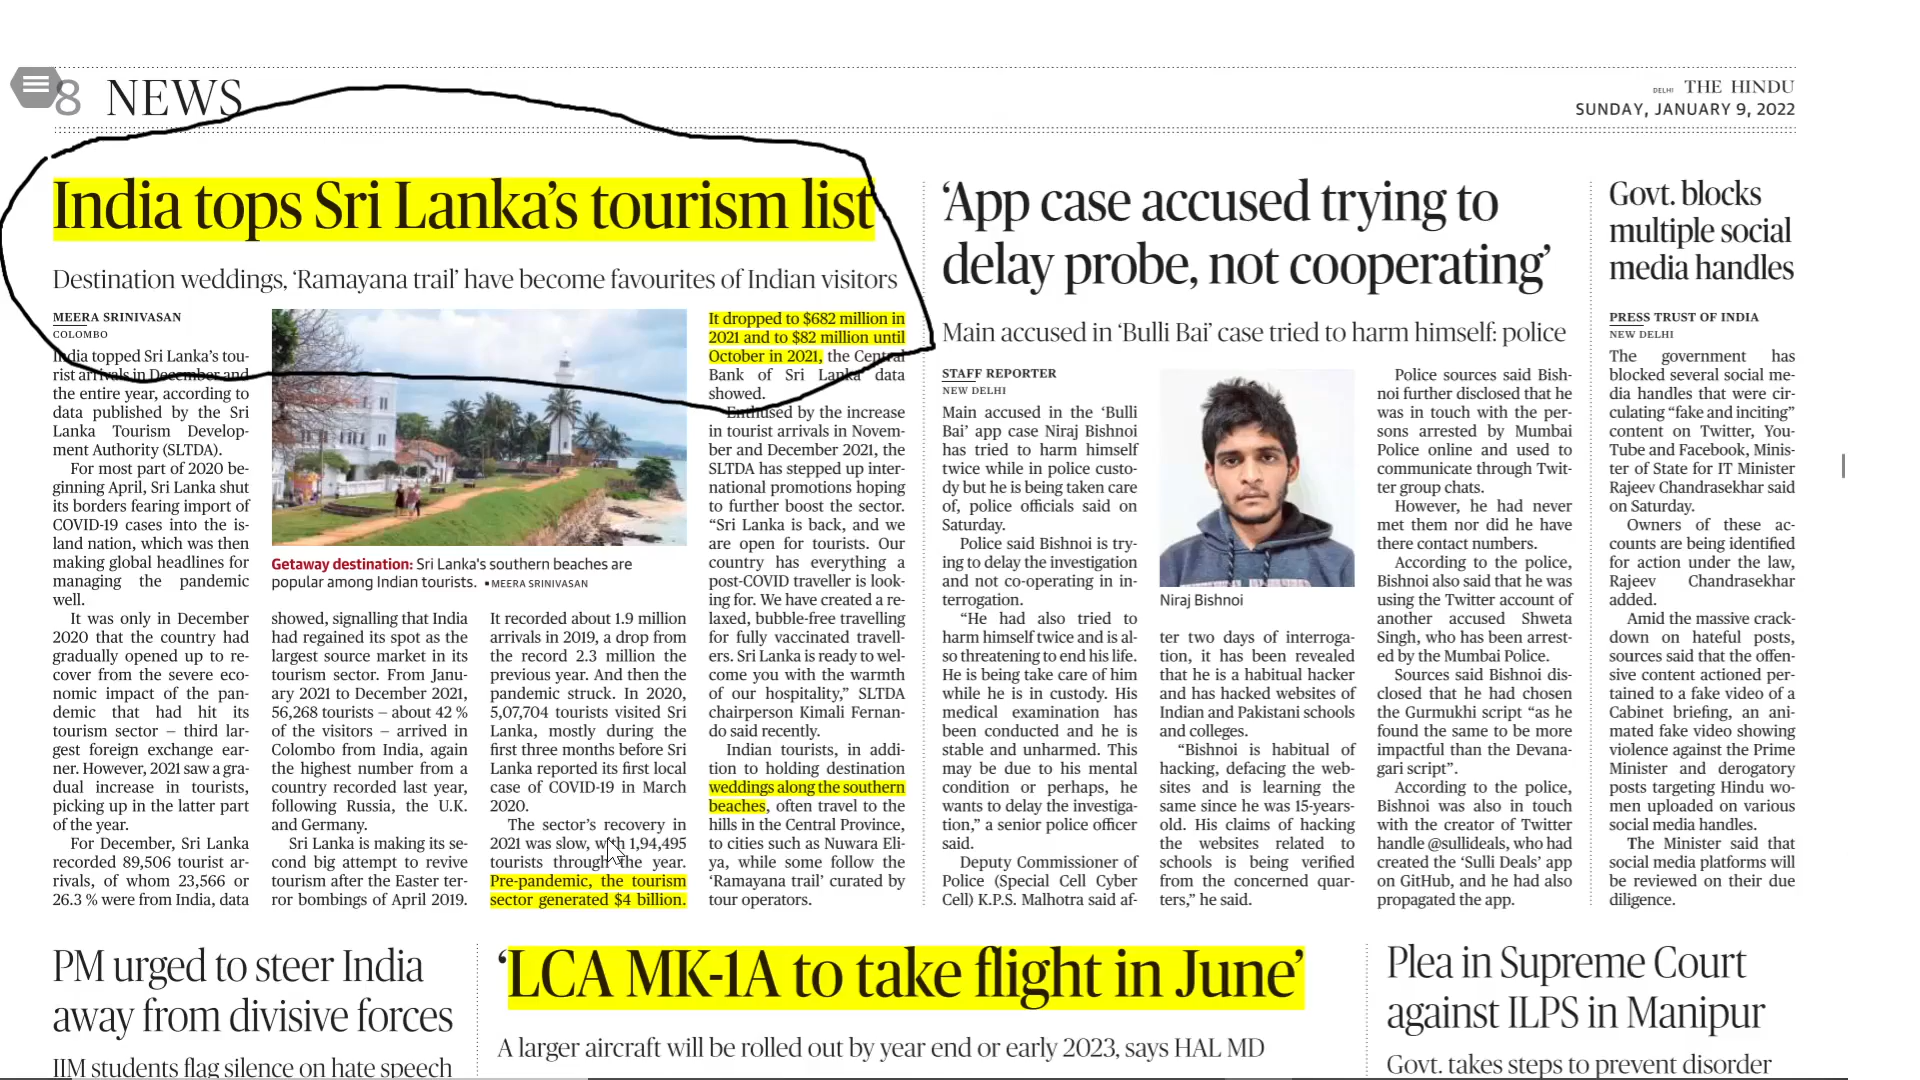 8 NEWS
DELHI THE HINDU
SUNDAY, JANUARY 9, 2022
India tops Sri Lanka’s tourism list
Destination weddings, ‘Ramayana trail’ have become favourites of Indian visitors
MEERA SRINIVASAN
COLOMBO
India topped Sri Lanka’s tou-
rist arrivals in December and
the entire year, according to
data published by the Sri
Lanka Tourism Develop-
ment Authority (SLTDA).
For most part of 2020 be-
ginning April, Sri Lanka shut
its borders fearing import of
COVID-19 cases into the is-
land nation, which was then
making global headlines for
managing the pandemic
well.
It was only in December
2020 that the country had
gradually opened up to re-
cover from the severe eco-
nomic impact of the pan-
demic that had hit its
tourism sector – third lar-
gest foreign exchange ear-
ner. However, 2021 saw a gra-
dual increase in tourists,
picking up in the latter part
of the year.
For December, Sri Lanka
recorded 89,506 tourist ar-
rivals, of whom 23,566 or
26.3 % were from India, data
Getaway destination: Sri Lanka's southern beaches are
popular among Indian tourists. • MEERA SRINIVASAN
showed, signalling that India
had regained its spot as the
largest source market in its
tourism sector. From Janu-
ary 2021 to December 2021,
56,268 tourists – about 42 %
of the visitors – arrived in
Colombo from India, again
the highest number from a
country recorded last year,
following Russia, the U.K.
and Germany.
Sri Lanka is making its se-
cond big attempt to revive
tourism after the Easter ter-
ror bombings of April 2019.
It recorded about 1.9 million
arrivals in 2019, a drop from
the record 2.3 million the
previous year. And then the
pandemic struck. In 2020,
5,07,704 tourists visited Sri
Lanka, mostly during the
first three months before Sri
Lanka reported its first local
case of COVID-19 in March
2020.
The sector’s recovery in
2021 was slow, with 1,94,495
tourists through the year.
Pre-pandemic, the tourism
sector generated $4 billion.
It dropped to $682 million in
2021 and to $82 million until
October in 2021, the Central
Bank of Sri Lanka data
showed.
Enthused by the increase
in tourist arrivals in Novem-
ber and December 2021, the
SLTDA has stepped up inter-
national promotions hoping
to further boost the sector.
“Sri Lanka is back, and we
are open for tourists. Our
country has everything a
post-COVID traveller is look-
ing for. We have created a re-
laxed, bubble-free travelling
for fully vaccinated travell-
ers. Sri Lanka is ready to wel-
come you with the warmth
of our hospitality,” SLTDA
chairperson Kimali Fernan-
do said recently.
Indian tourists, in addi-
tion to holding destination
weddings along the southern
beaches, often travel to the
hills in the Central Province,
to cities such as Nuwara Eli-
ya, while some follow the
‘Ramayana trail’ curated by
tour operators.
‘App case accused trying to
delay probe, not cooperating’
Main accused in ‘Bulli Bai’ case tried to harm himself: police
STAFF REPORTER
NEW DELHI
Main accused in the ‘Bulli
Bai’ app case Niraj Bishnoi
has tried to harm himself
twice while in police custo-
dy but he is being taken care
of, police officials said on
Saturday.
Police said Bishnoi is try-
ing to delay the investigation
and not co-operating in in-
terrogation.
“He had also tried to
harm himself twice and is al-
so threatening to end his life.
He is being take care of him
while he is in custody. His
medical examination has
been conducted and he is
stable and unharmed. This
may be due to his mental
condition or perhaps, he
wants to delay the investiga-
tion,” a senior police officer
said.
Deputy Commissioner of
Police (Special Cell Cyber
Cell) K.P.S. Malhotra said af-
Niraj Bishnoi
ter two days of interroga-
tion, it has been revealed
that he is a habitual hacker
and has hacked websites of
Indian and Pakistani schools
and colleges.
“Bishnoi is habitual of
hacking, defacing the web-
sites and is learning the
same since he was 15-years-
old. His claims of hacking
the websites related to
schools is being verified
from the concerned quar-
ters,” he said.
Police sources said Bish-
noi further disclosed that he
was in touch with the per-
sons arrested by Mumbai
Police online and used to
communicate through Twit-
ter group chats.
However, he had never
met them nor did he have
there contact numbers.
According to the police,
Bishnoi also said that he was
using the Twitter account of
another accused Shweta
Singh, who has been arrest-
ed by the Mumbai Police.
Sources said Bishnoi dis-
closed that he had chosen
the Gurmukhi script “as he
found the same to be more
impactful than the Devana-
gari script”.
According to the police,
Bishnoi was also in touch
with the creator of Twitter
handle @sullideals, who had
created the ‘Sulli Deals’ app
on GitHub, and he had also
propagated the app.
Govt. blocks
multiple social
media handles
PRESS TRUST OF INDIA
NEW DELHI
The government has
blocked several social me-
dia handles that were cir-
culating “fake and inciting”
content on Twitter, You-
Tube and Facebook, Minis-
ter of State for IT Minister
Rajeev Chandrasekhar said
on Saturday.
Owners of these ac-
counts are being identified
for action under the law,
Rajeev Chandrasekhar
added.
Amid the massive crack-
down on hateful posts,
sources said that the offen-
sive content actioned per-
tained to a fake video of a
Cabinet briefing, an ani-
mated fake video showing
violence against the Prime
Minister and derogatory
posts targeting Hindu wo-
men uploaded on various
social media handles.
The Minister said that
social media platforms will
be reviewed on their due
diligence.
PM urged to steer India
away from divisive forces
IIM students flag silence on hate speech
‘LCA MK-1A to take flight in June’
A larger aircraft will be rolled out by year end or early 2023, says HAL MD
Plea in Supreme Court
against ILPS in Manipur
Govt. takes steps to prevent disorder